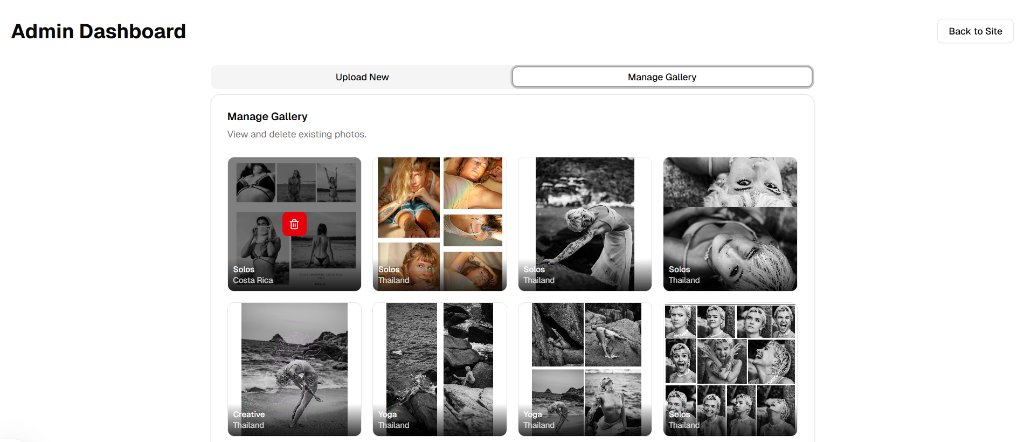 Admin Dashboard
Back to Site
Upload New
Manage Gallery
Manage Gallery
View and delete existing photos.
Solos
Costa Rica
Solos
Thailand
Solos
Thailand
Solos
Thailand
Creative
Thailand
Yoga
Thailand
Yoga
Thailand
Solos
Thailand